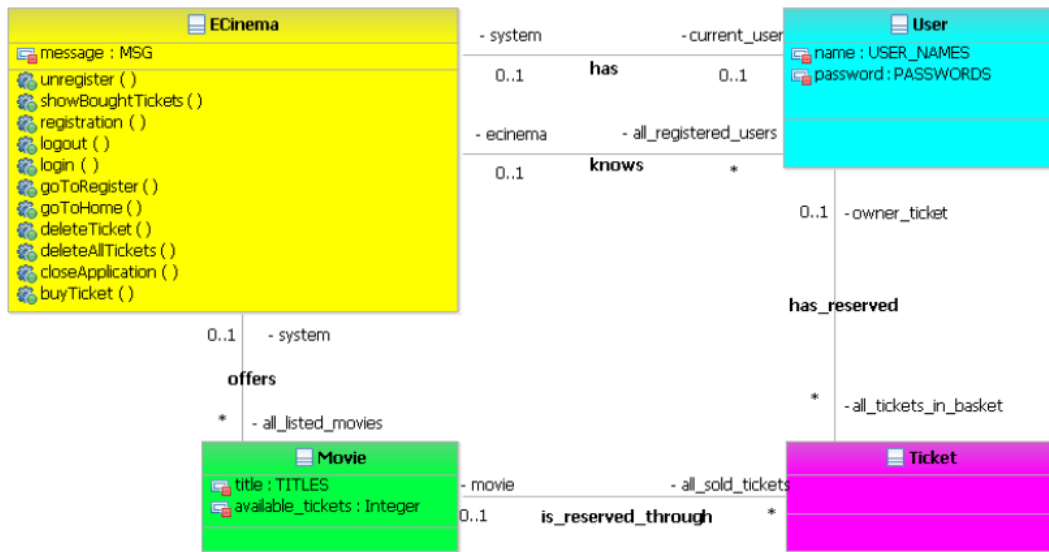 ECinema
message : MSG
unregister ( )
showBoughtTickets ( )
registration ( )
logout ( )
login ( )
goToRegister ( )
goToHome ( )
deleteTicket ( )
deleteAllTickets ( )
closeApplication ( )
buyTicket ( )
- system
- current_user
0..1
has
0..1
- ecinema
- all_registered_users
0..1
knows
*
User
name : USER_NAMES
password : PASSWORDS
0..1
- owner_ticket
has_reserved
*
- all_tickets_in_basket
0..1
- system
offers
*
- all_listed_movies
Movie
title : TITLES
available_tickets : Integer
- movie
- all_sold_tickets
0..1
is_reserved_through
*
Ticket